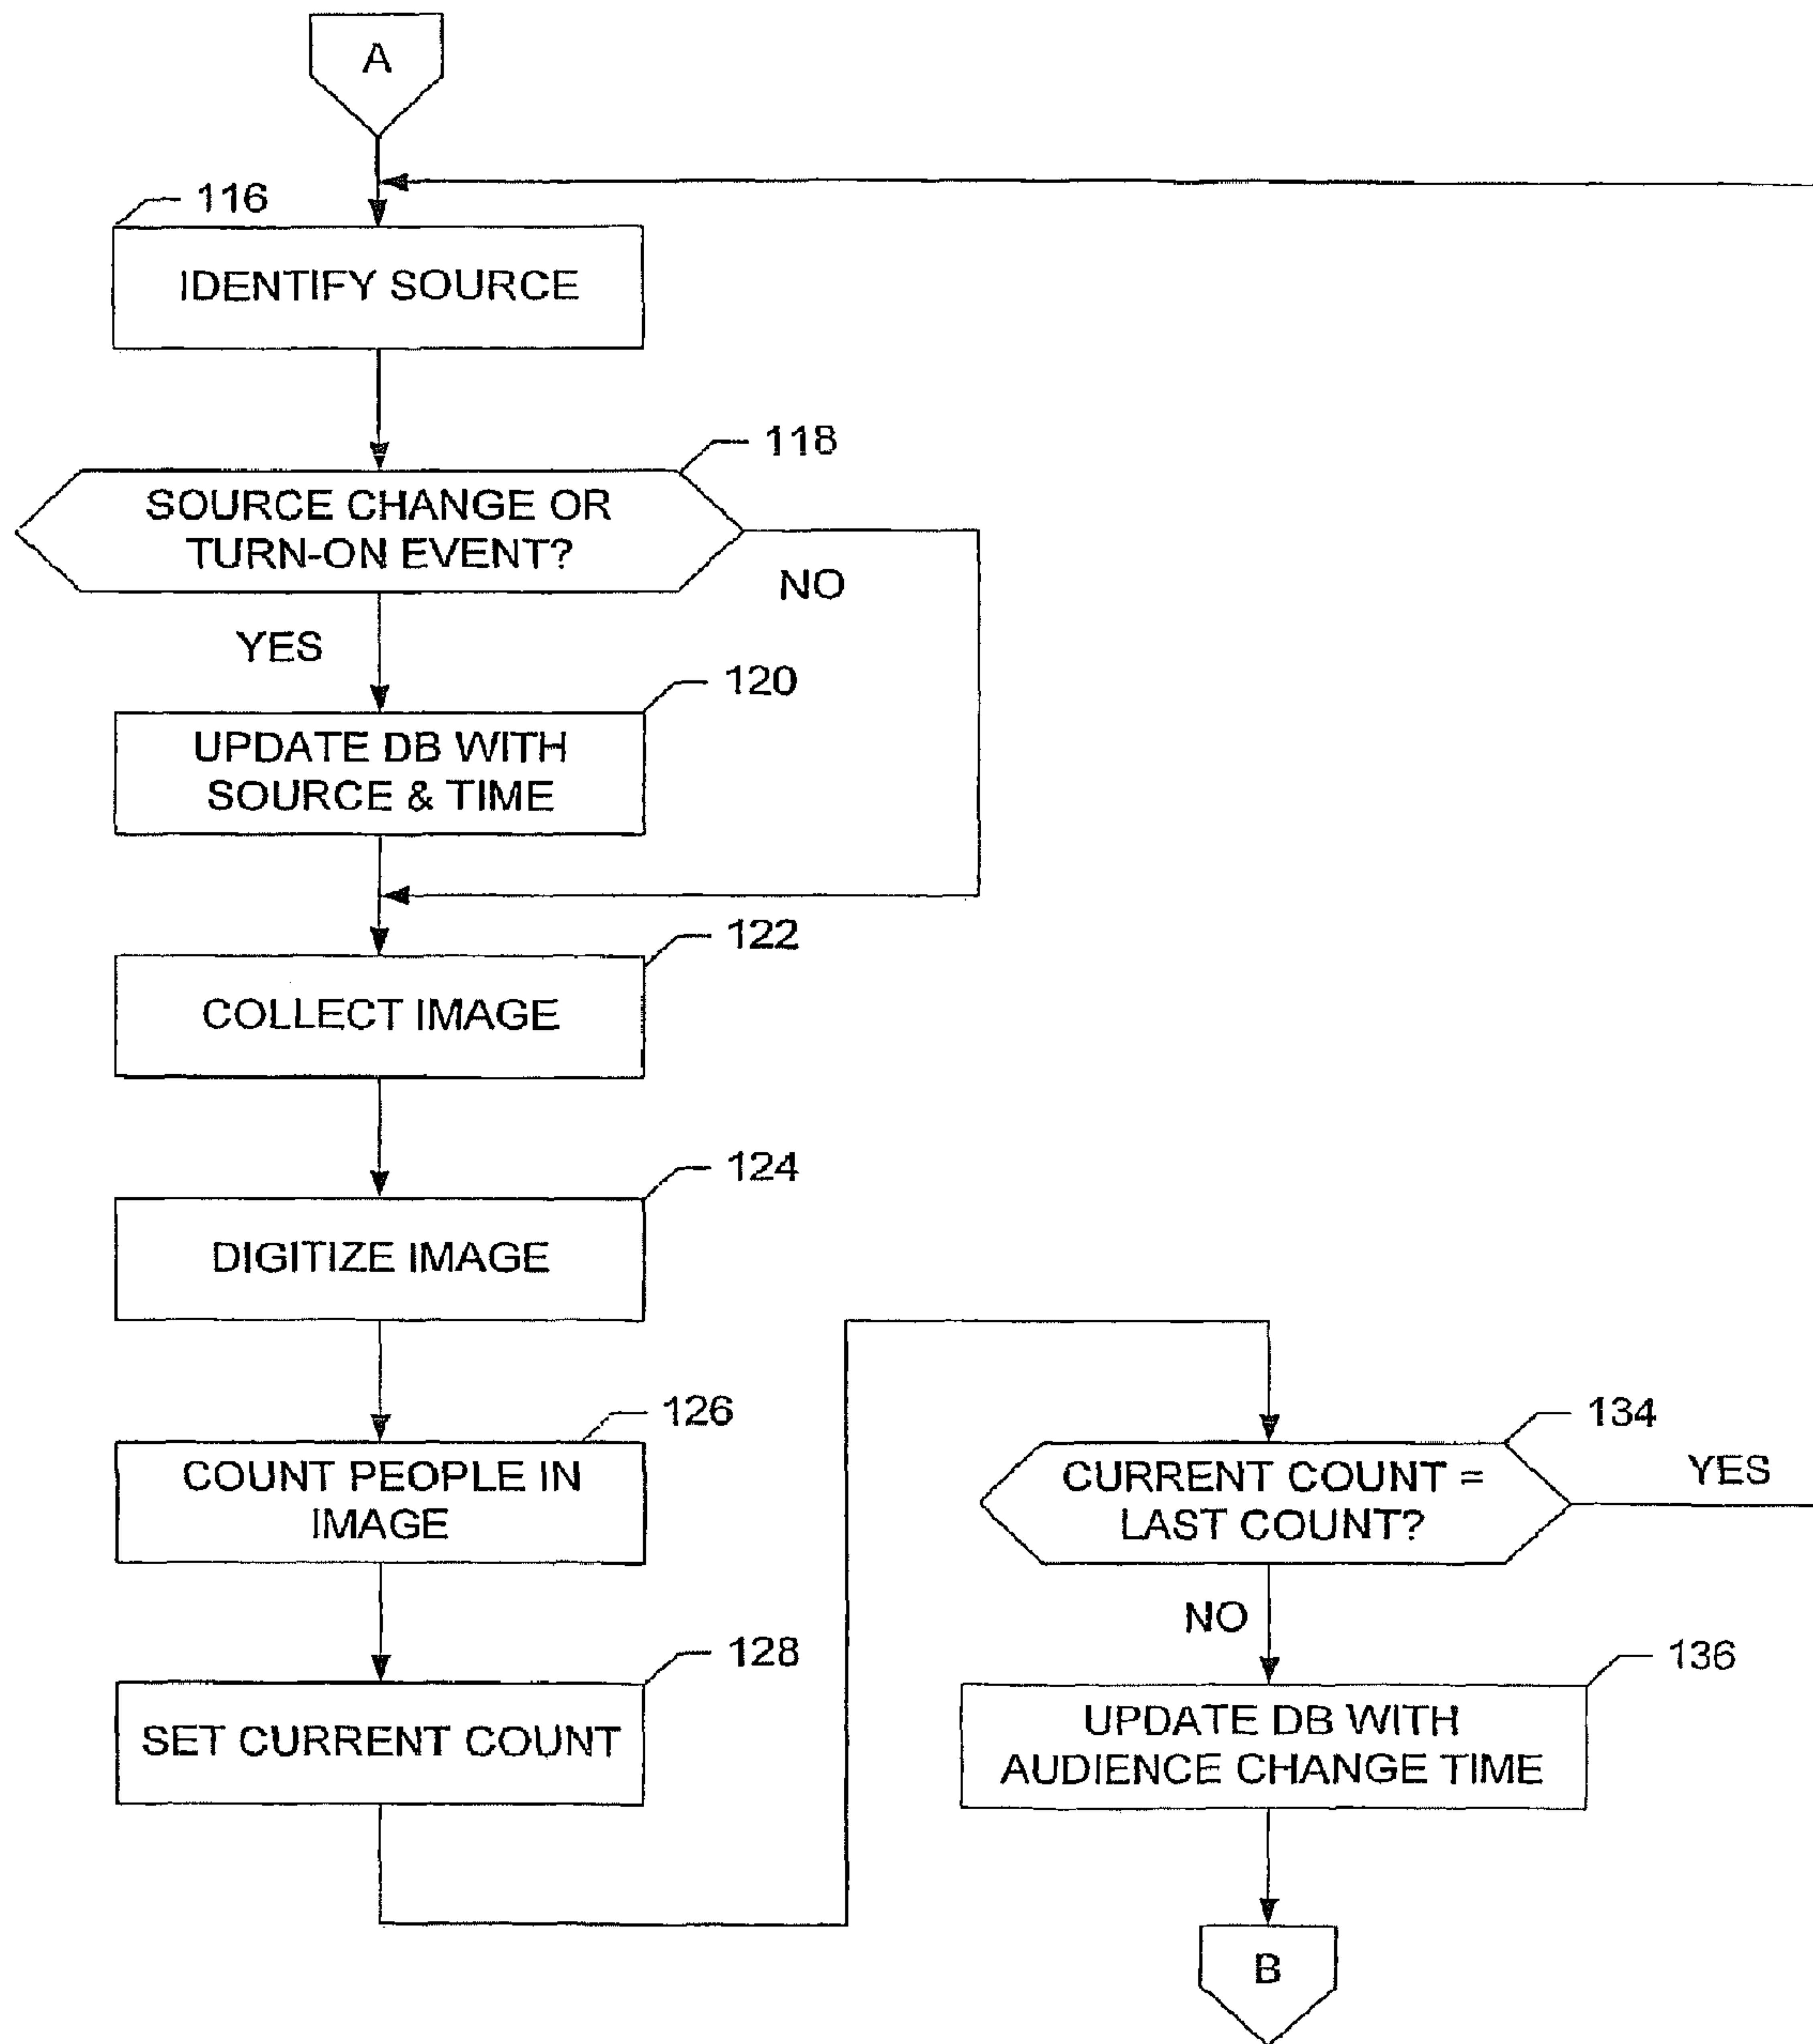 A
116
IDENTIFY SOURCE
118
SOURCE CHANGE OR
TURN-ON EVENT?
NO
YES
120
UPDATE DB WITH
SOURCE & TIME
122
COLLECT IMAGE
124
DIGITIZE IMAGE
126
COUNT PEOPLE IN
IMAGE
128
SET CURRENT COUNT
134
CURRENT COUNT =
LAST COUNT?
YES
NO
136
UPDATE DB WITH
AUDIENCE CHANGE TIME
B